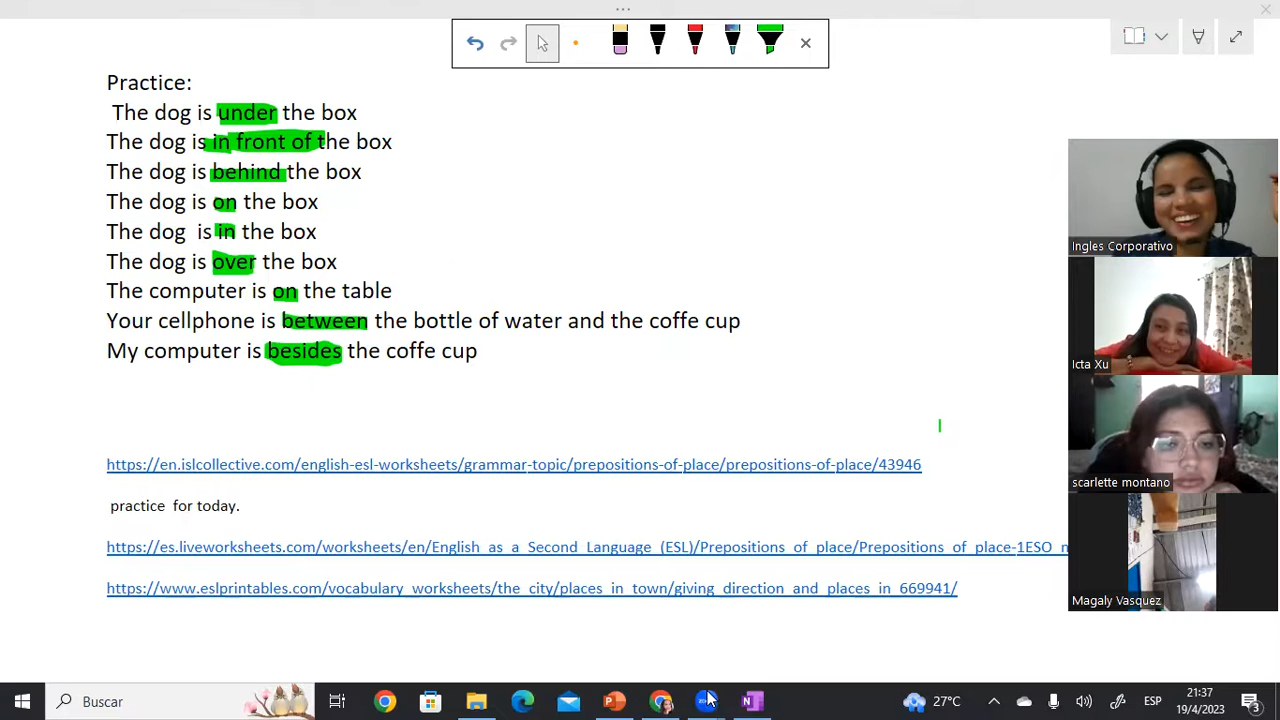 Practice:
The dog is under the box
The dog is in front of the box
The dog is behind the box
The dog is on the box
The dog  is in the box
The dog is over the box
The computer is on the table
Your cellphone is between the bottle of water and the coffe cup
My computer is besides the coffe cup
https://en.islcollective.com/english-esl-worksheets/grammar-topic/prepositions-of-place/prepositions-of-place/43946
practice  for today.
https://es.liveworksheets.com/worksheets/en/English_as_a_Second_Language_(ESL)/Prepositions_of_place/Prepositions_of_place-1ESO_n
https://www.eslprintables.com/vocabulary_worksheets/the_city/places_in_town/giving_direction_and_places_in_669941/
Ingles Corporativo
Icta Xu
scarlette montano
Magaly Vasquez
Buscar
27°C
ESP
21:37
19/4/2023
3